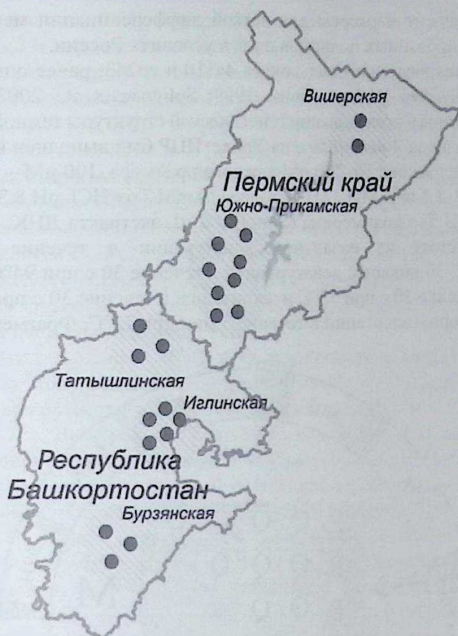 Вишерская
Пермский край
Южно-Прикамская
Татышлинская
Иглинская
Республика
Башкортостан
Бурзянская